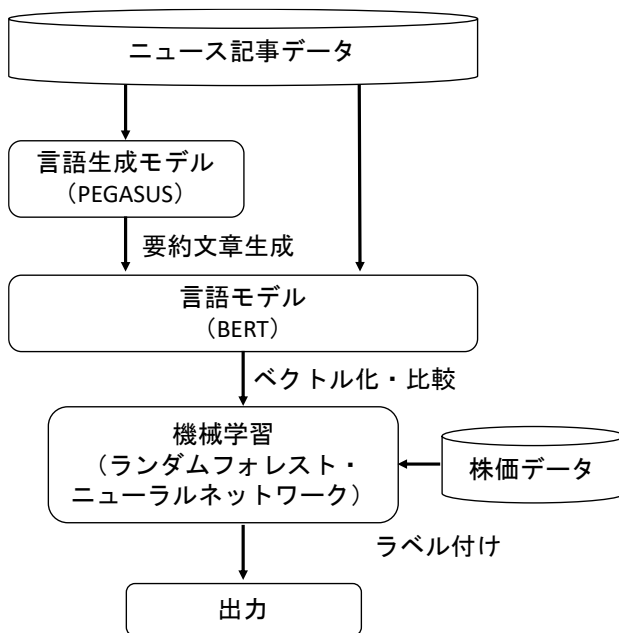 ニュース記事データ
言語生成モデル
（PEGASUS）
要約文章生成
言語モデル
（BERT）
ベクトル化・比較
機械学習
（ランダムフォレスト・
ニューラルネットワーク）
株価データ
ラベル付け
出力